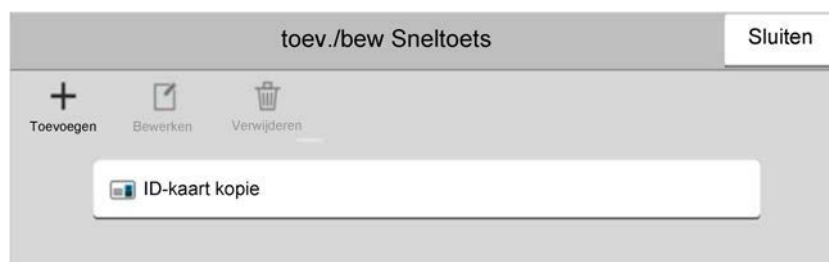 toev./bew Sneltoets
Sluiten
Toevoegen Bewerken Verwijderen
ID-kaart kopie